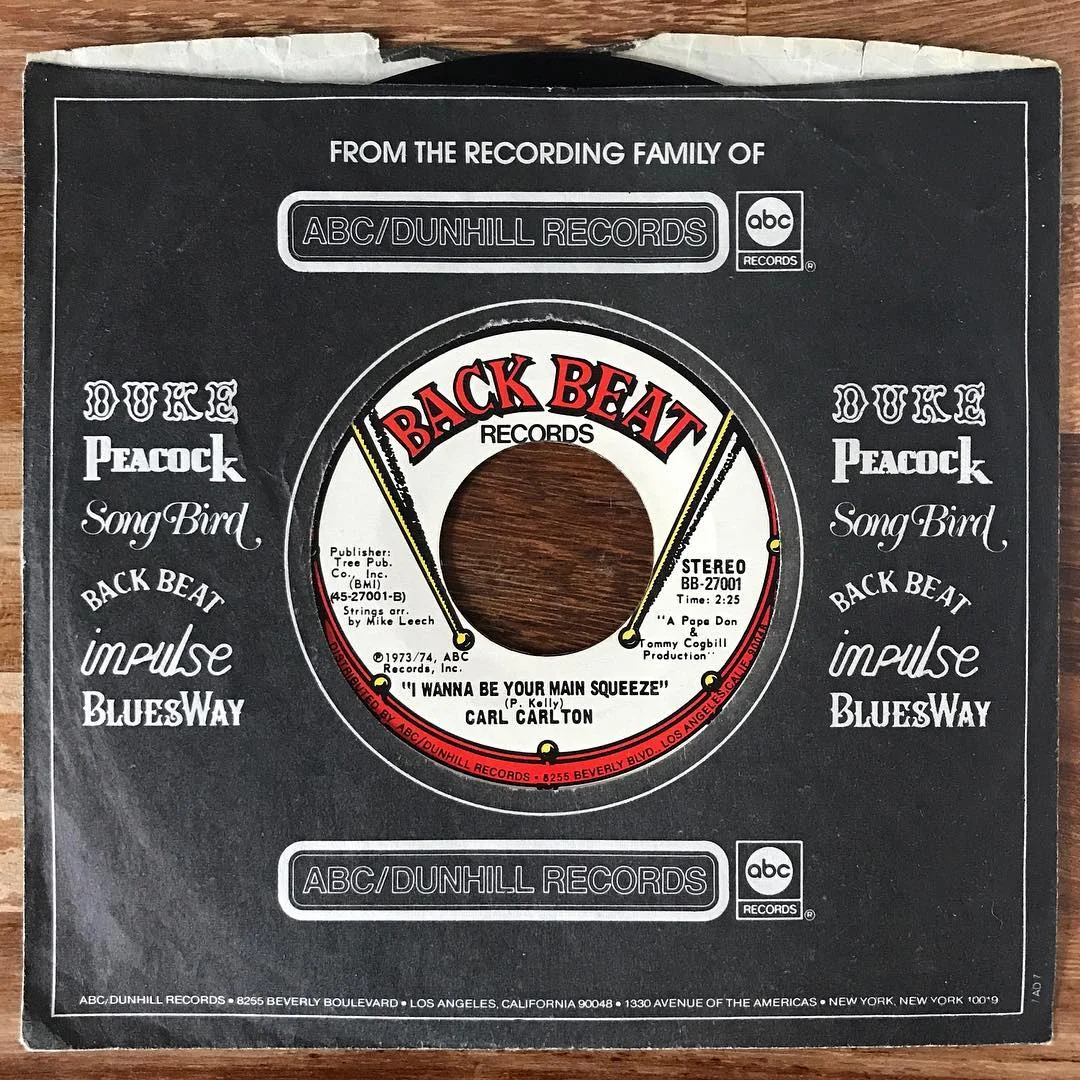 FROM THE RECORDING FAMILY OF
ABC/DUNHILL RECORDS
abc
RECORDS ®
DUKE
PEACOCK
Song Bird
BACK BEAT
impulse
BLUESWAY
BACK BEAT
RECORDS
Publisher:
Tree Pub.
Co., Inc.
(BMI)
(45-27001-B)
Strings arr.
by Mike Leech
℗1973/74, ABC
Records, Inc.
STEREO
BB-27001
Time: 2:25
"A Papa Don
&
Tommy Cogbill
Production"
"I WANNA BE YOUR MAIN SQUEEZE"
(P. Kelly)
CARL CARLTON
DISTRIBUTED BY ABC/DUNHILL RECORDS • 8255 BEVERLY BLVD., LOS ANGELES, CALIF. 90048
DUKE
PEACOCK
Song Bird
BACK BEAT
impulse
BLUESWAY
ABC/DUNHILL RECORDS
abc
RECORDS ®
ABC/DUNHILL RECORDS • 8255 BEVERLY BOULEVARD • LOS ANGELES, CALIFORNIA 90048 • 1330 AVENUE OF THE AMERICAS • NEW YORK, NEW YORK 10019